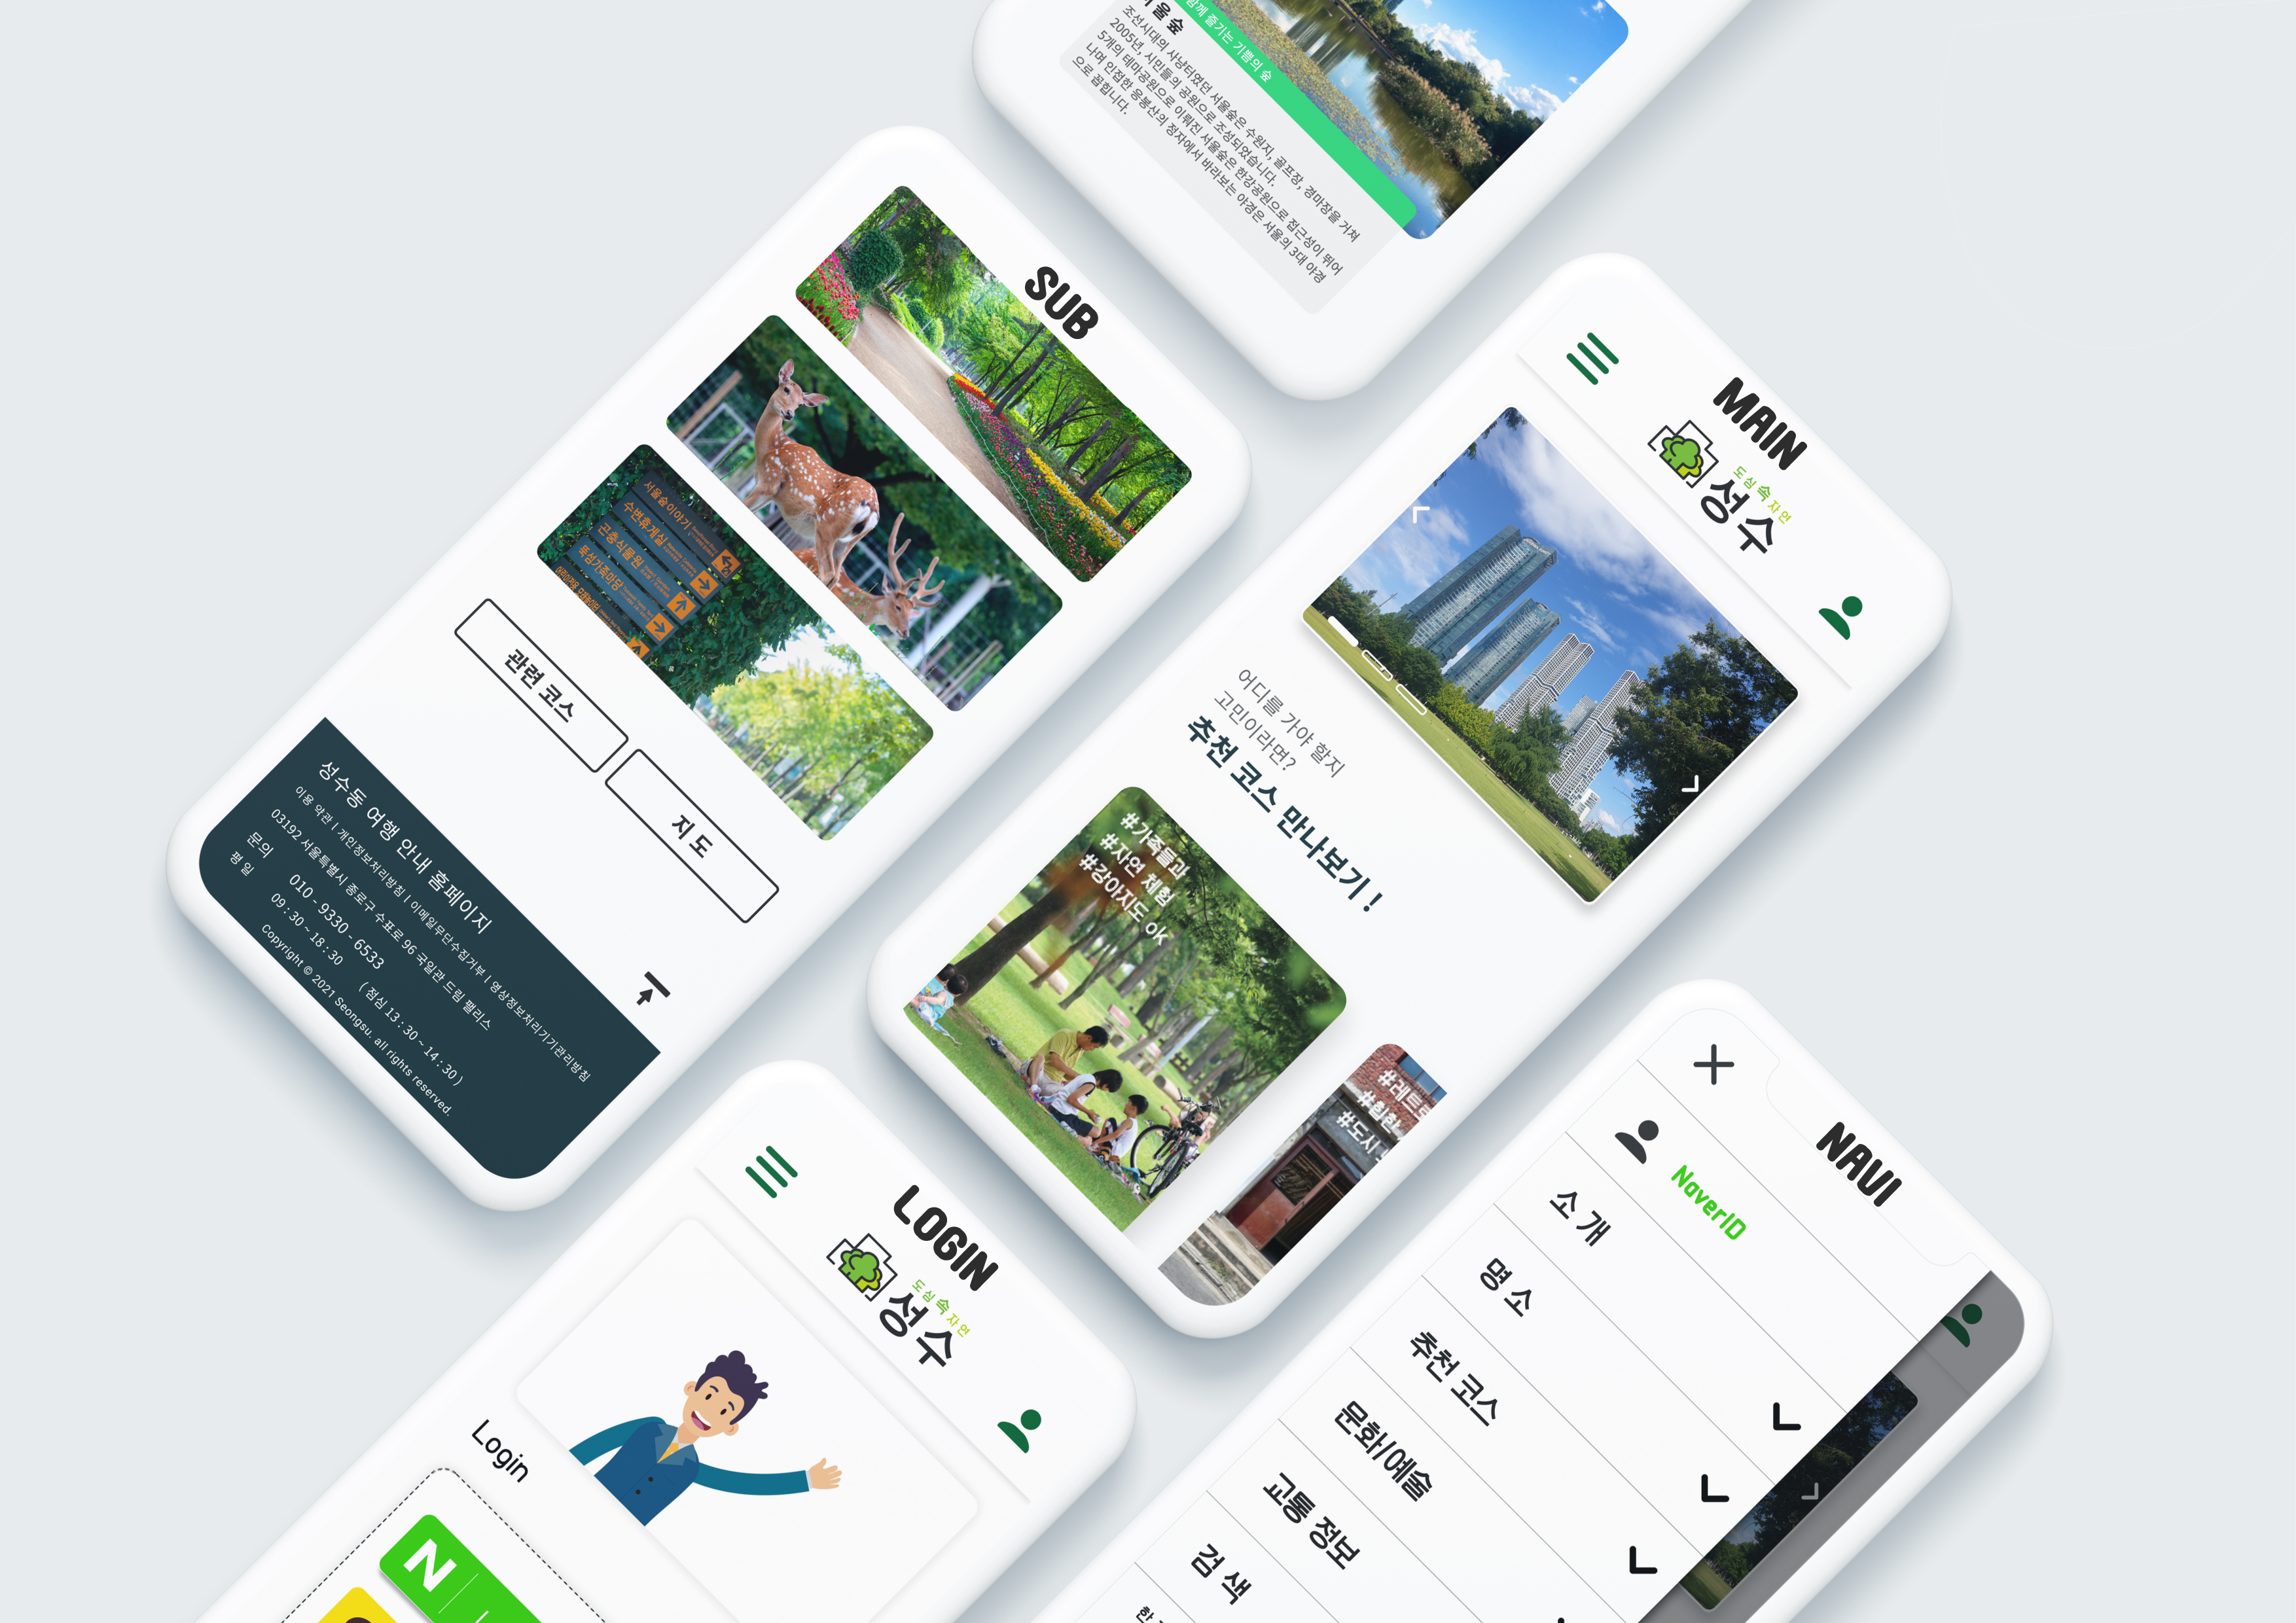 서울숲
함께 즐기는 기쁨의 숲
조선시대의 사냥터였던 서울숲은 수원지, 골프장, 경마장을 거쳐
2005년, 시민들의 공원으로 조성되었습니다.
5개의 테마공원으로 이뤄진 서울숲은 한강공원으로 접근성이 뛰어
나며 인접한 응봉산의 정자에서 바라보는 야경은 서울의 3대 야경
으로 꼽힙니다.
SUB
서울숲이야기
수변휴게실
곤충식물원
뚝섬가족마당
관련 코스
지 도
성수동 여행 안내 홈페이지
이용 약관 | 개인정보처리방침 | 이메일무단수집거부 | 영상정보처리기기관리방침
03192 서울특별시 종로구 수표로 96 국일관 드림 팰리스
문의 010 - 9330 - 6533
평 일 09 : 30 ~ 18 : 30 ( 점심 13 : 30 ~ 14 : 30 )
Copyright © 2021 Seongsu. all rights reserved.
MAIN
도심 속 자연
성수
어디를 가야 할지
고민이라면?
추천 코스 만나보기 !
#가족들과
#자연 체험
#강아지도 ok
#레트로
#힙한
#도시
LOGIN
도심 속 자연
성수
Login
N
NAVI
NaverID
소 개
명 소
추천 코스
문화/예술
교통 정보
검 색